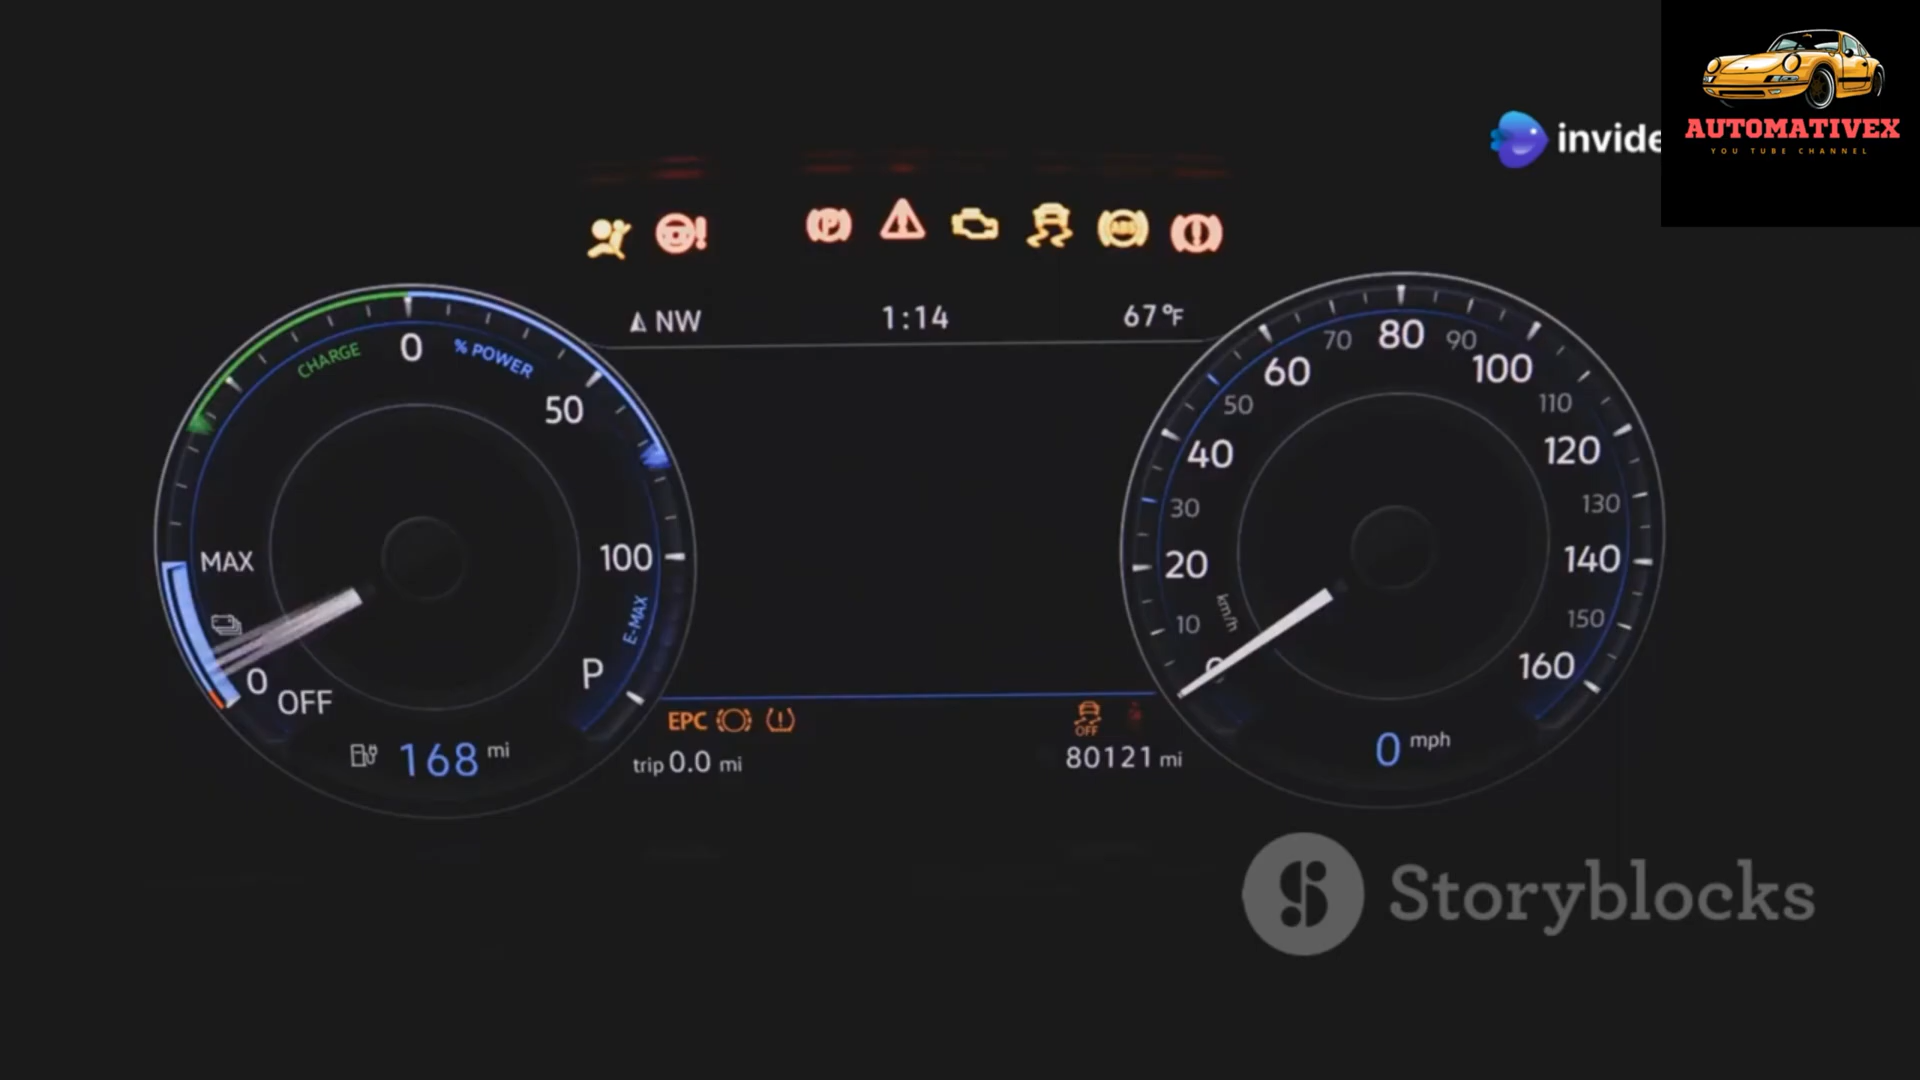 AUTOMATIVEX
YOU TUBE CHANNEL
invide
P
ABS
NW
1:14
67°F
CHARGE
0
% POWER
50
100
E-MAX
P
MAX
0
OFF
168 mi
EPC
OFF
trip 0.0 mi
80121 mi
0
10
20
30
40
50
60
70
80
90
100
110
120
130
140
150
160
km/h
0 mph
Storyblocks